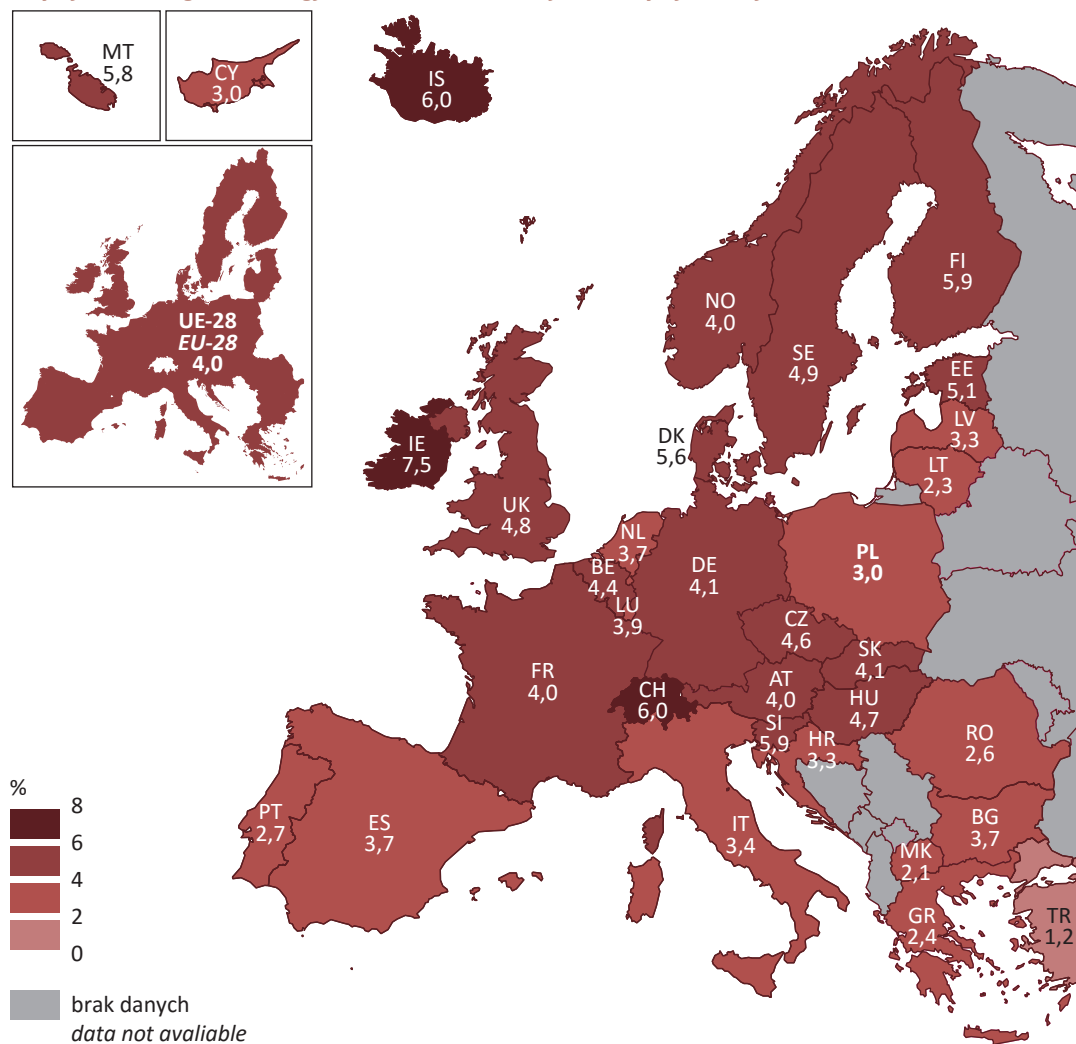 MT
5,8
CY
3,0
IS
6,0
UE-28
EU-28
4,0
FI
5,9
NO
4,0
SE
4,9
EE
5,1
LV
3,3
LT
2,3
DK
5,6
IE
7,5
UK
4,8
NL
3,7
BE
4,4
LU
3,9
DE
4,1
PL
3,0
CZ
4,6
SK
4,1
FR
4,0
CH
6,0
AT
4,0
HU
4,7
SI
5,9
HR
3,3
RO
2,6
PT
2,7
ES
3,7
IT
3,4
BG
3,7
MK
2,1
GR
2,4
TR
1,2
%
8
6
4
2
0
brak danych
data not avaliable